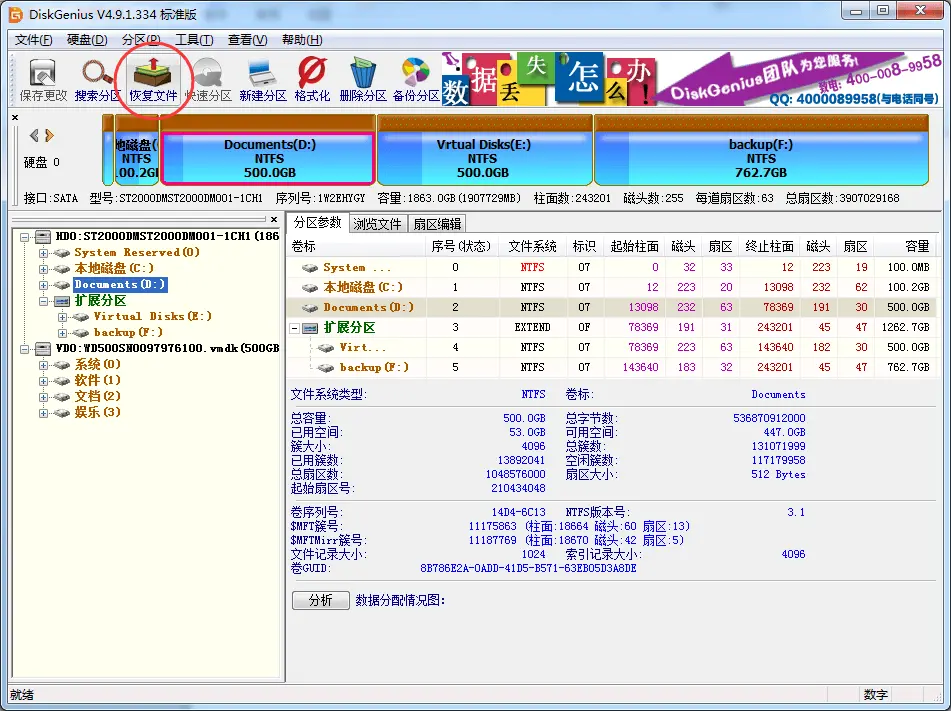 DiskGenius V4.9.1.334 标准版
文件(F) 硬盘(D) 分区(P) 工具(T) 查看(V) 帮助(H)
保存更改 搜索分区 恢复文件 快速分区 新建分区 格式化 删除分区 备份分区
数据丢失怎么办!
DiskGenius团队为您服务!
致电: 400-008-9958
QQ: 4000089958(与电话同号)
硬盘 0
地磁盘( NTFS 00.2GI
Documents(D:) NTFS 500.0GB
Vrtual Disks(E:) NTFS 500.0GB
backup(F:) NTFS 762.7GB
接口:SATA 型号:ST2000DMST2000DM001-1CH1 序列号:1W2EHYGY 容量:1863.0GB(1907729MB) 柱面数:243201 磁头数:255 每道扇区数:63 总扇区数:3907029168
HD0:ST2000DMST2000DM001-1CH1(186
System Reserved(0)
本地磁盘(C:)
Documents(D:)
扩展分区
Virtual Disks(E:)
backup(F:)
VD0:WD500SN0097976100.vmdk(500GB
系统(0)
软件(1)
文档(2)
娱乐(3)
分区参数 浏览文件 扇区编辑
卷标 序号(状态) 文件系统 标识 起始柱面 磁头 扇区 终止柱面 磁头 扇区 容量
System ... 0 NTFS 07 0 32 33 12 223 19 100.0MB
本地磁盘(C:) 1 NTFS 07 12 223 20 13098 232 62 100.2GB
Documents(D:) 2 NTFS 07 13098 232 63 78369 191 30 500.0GB
扩展分区 3 EXTEND 0F 78369 191 31 243201 45 47 1262.7GB
Virt... 4 NTFS 07 78369 223 63 143640 182 30 500.0GB
backup(F:) 5 NTFS 07 143640 183 32 243201 45 47 762.7GB
文件系统类型: NTFS 卷标: Documents
总容量: 500.0GB 总字节数: 536870912000
已用空间: 53.0GB 可用空间: 447.0GB
簇大小: 4096 总簇数: 131071999
已用簇数: 13892041 空闲簇数: 117179958
总扇区数: 1048576000 扇区大小: 512 Bytes
起始扇区号: 210434048
卷序列号: 14D4-6C13 NTFS版本号: 3.1
$MFT簇号: 11175863 (柱面:18664 磁头:60 扇区:13)
$MFTMirr簇号: 11187769 (柱面:18670 磁头:42 扇区:5)
文件记录大小: 1024 索引记录大小: 4096
卷GUID: 8B786E2A-0ADD-41D5-B571-63EB05D3A8DE
分析 数据分配情况图:
就绪 数字